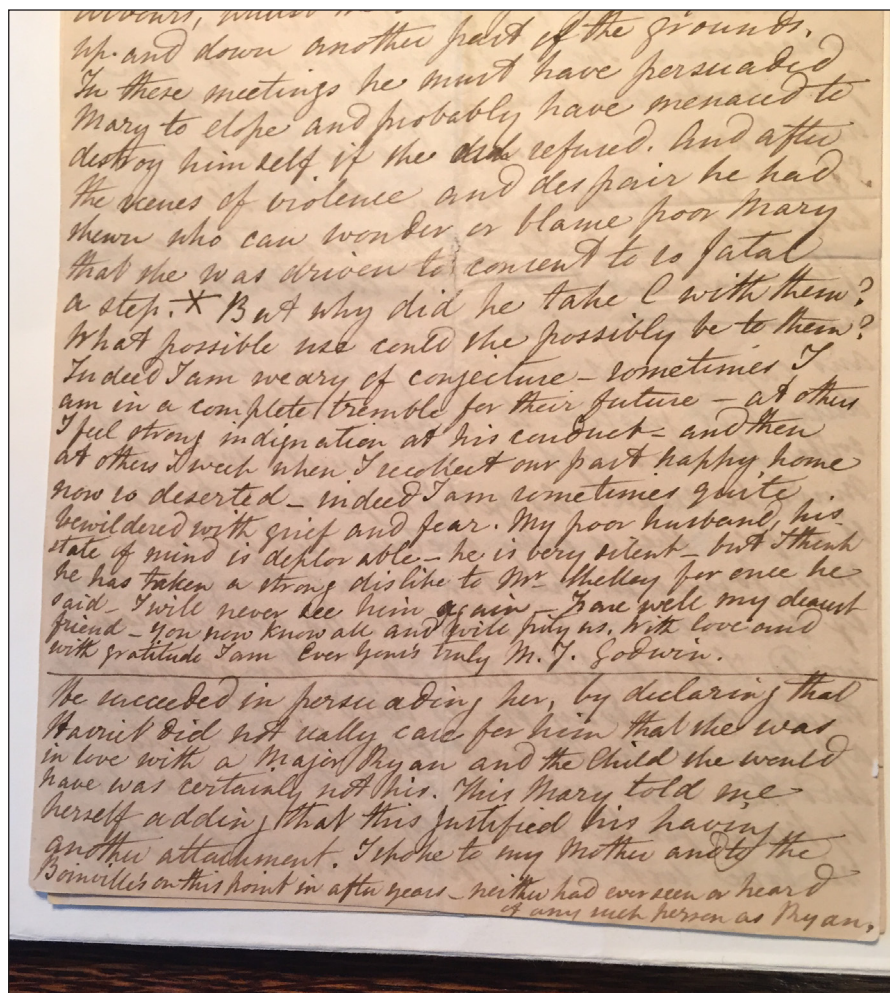 up and down another part of the grounds.
In these meetings he must have persuaded
Mary to elope and probably have menaced to
destroy himself if she refused. And after
the scenes of violence and despair he had
shewn who can wonder or blame poor Mary
that she was driven to consent to so fatal
a step. X But why did he take C with them?
What possible use could she possibly be to them?
Indeed I am weary of conjecture – sometimes I
am in a complete tremble for their future – at others
I feel strong indignation at his conduct – and then
at others I weep when I recollect our past happy home
now so deserted – indeed I am sometimes quite
bewildered with grief and fear. My poor husband, his
state of mind is deplorable – he is very silent – but I think
he has taken a strong dislike to Mr Shelley for once he
said – I will never see him again – Fare well my dearest
friend – you now know all and will pity us. With love and
with gratitude I am Ever Yours truly M. J. Godwin.
He succeeded in persuading her, by declaring that
Harriet did not really care for him that she was
in love with a Major Ryan and the Child she would
have was certainly not his. This Mary told me
herself adding that this justified his having
another attachment. I spoke to my Mother and to the
Boinville's on this point in after years – neither had ever seen or heard
of any such person as Ryan.